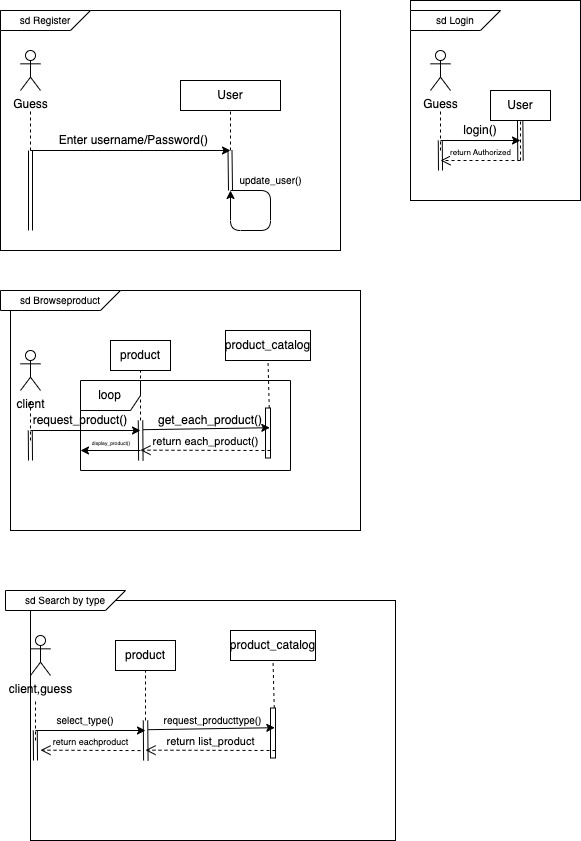 sd Register
Guess
User
Enter username/Password()
update_user()
sd Login
Guess
User
login()
return Authorized
sd Browseproduct
client
product
product_catalog
loop
request_product()
get_each_product()
display_product()
return each_product()
sd Search by type
client,guess
product
product_catalog
select_type()
request_producttype()
return eachproduct
return list_product